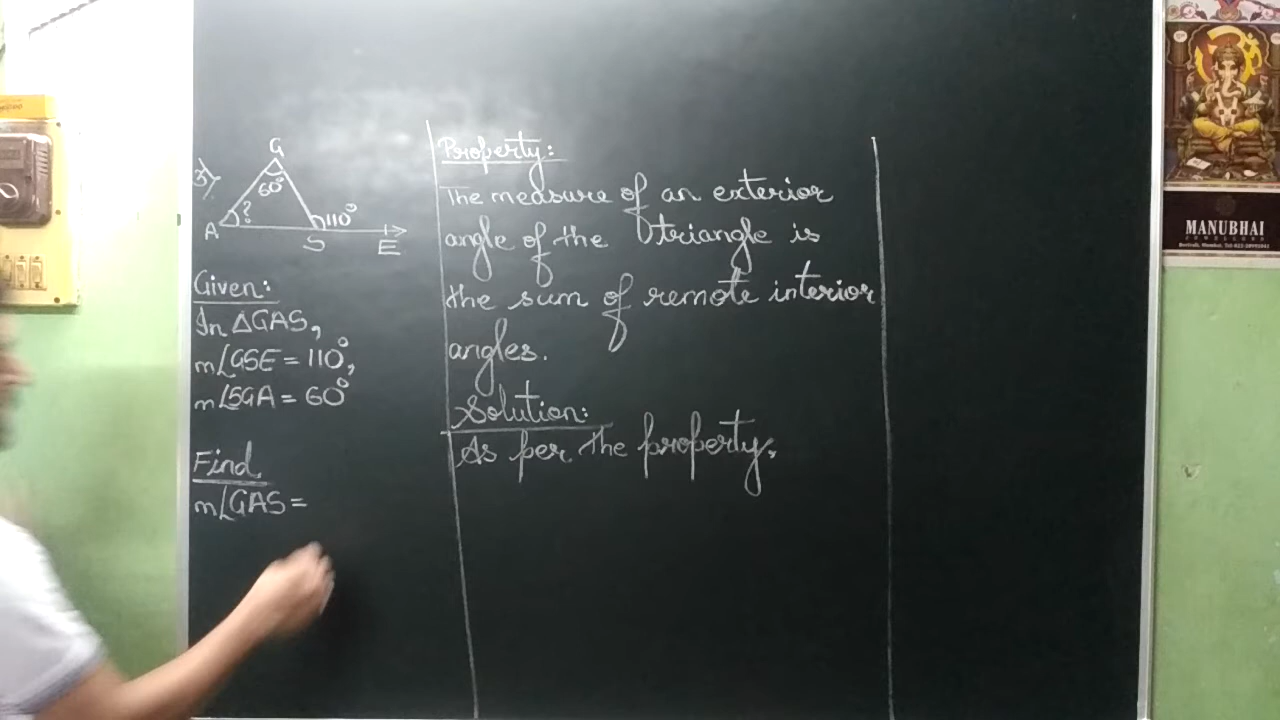 3)
G
60°
A ? 110°
S E
Given:
In △GAS,
m∠GSE = 110°,
m∠SGA = 60°
Find
m∠GAS =
Property:
The measure of an exterior
angle of the triangle is
the sum of remote interior
angles.
Solution:
As per the property,
MANUBHAI
JEWELLERS